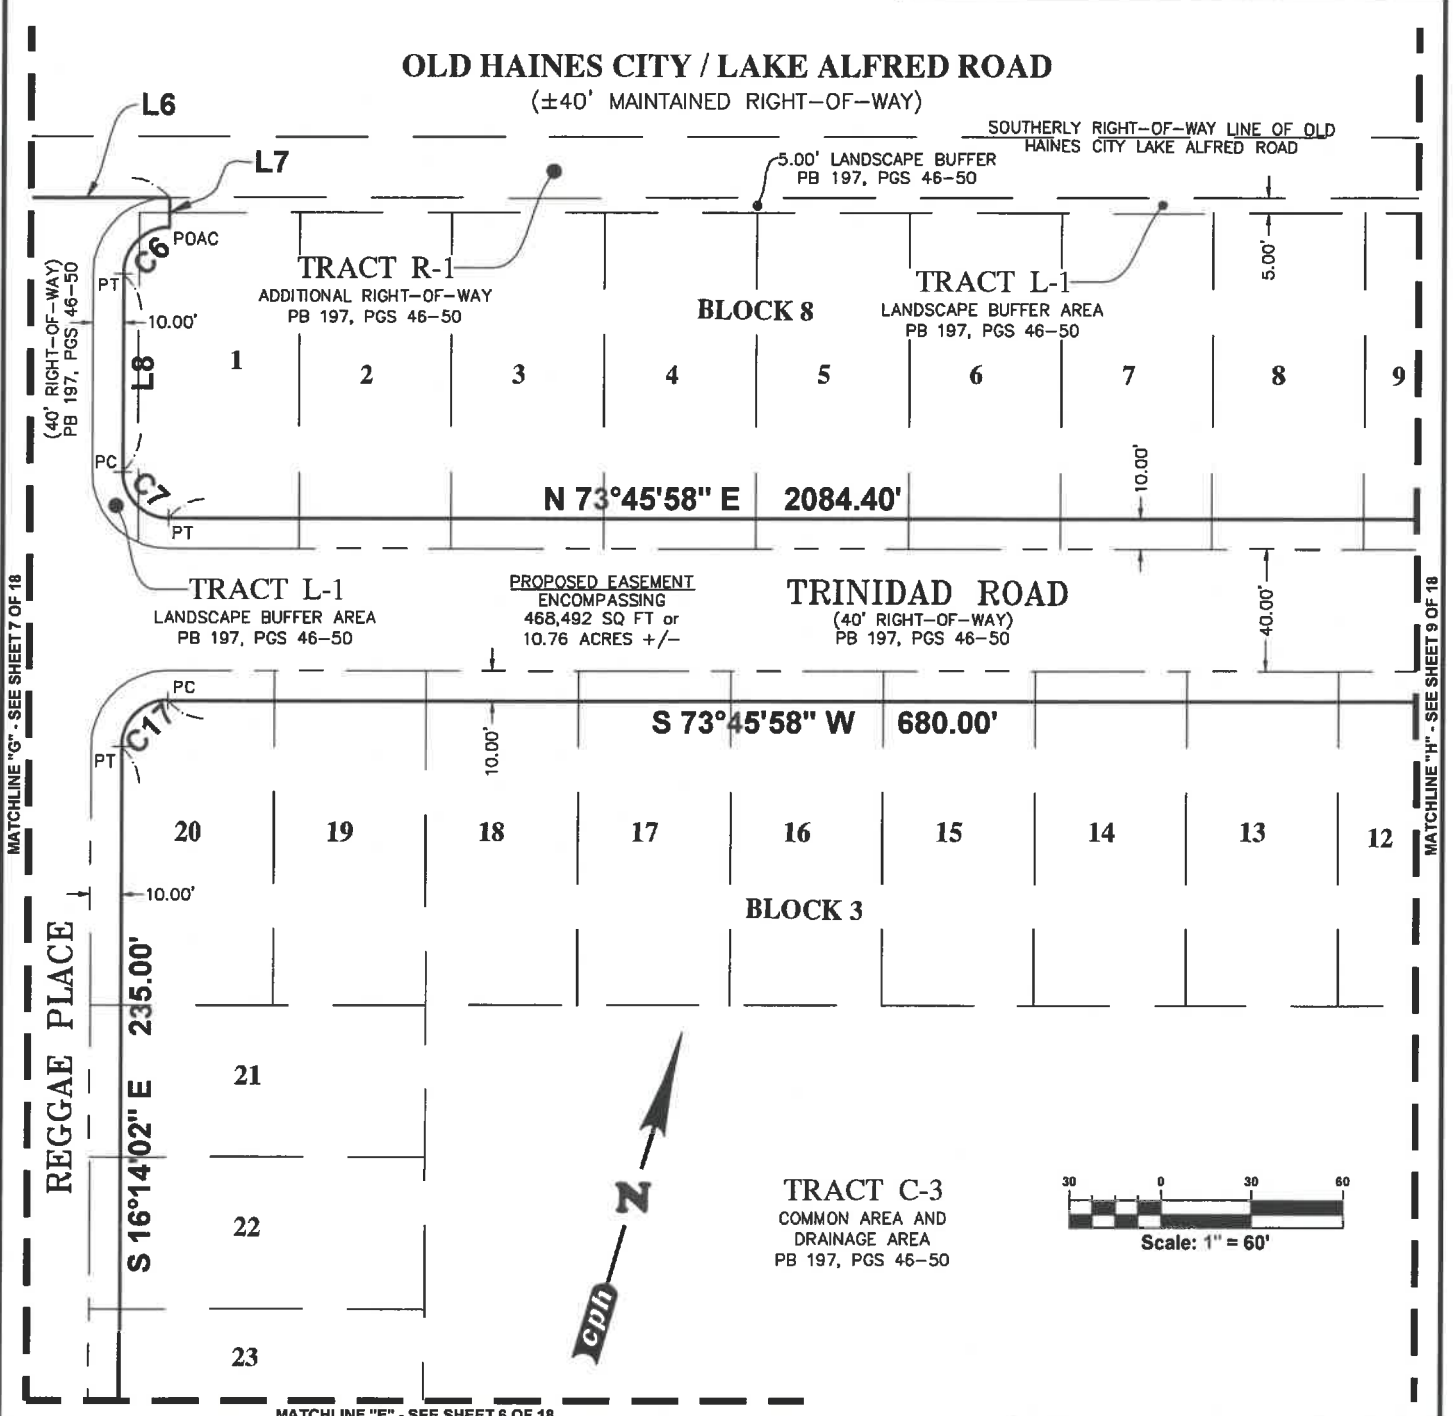 OLD HAINES CITY / LAKE ALFRED ROAD
(±40' MAINTAINED RIGHT-OF-WAY)
L6
SOUTHERLY RIGHT-OF-WAY LINE OF OLD
HAINES CITY LAKE ALFRED ROAD
L7
5.00' LANDSCAPE BUFFER
PB 197, PGS 46-50
C6
POAC
PT
5.00'
TRACT R-1
ADDITIONAL RIGHT-OF-WAY
PB 197, PGS 46-50
TRACT L-1
LANDSCAPE BUFFER AREA
PB 197, PGS 46-50
BLOCK 8
(40' RIGHT-OF-WAY)
PB 197, PGS 46-50
10.00'
L8
1
2
3
4
5
6
7
8
9
PC
C7
PT
10.00'
N 73°45'58" E 2084.40'
TRACT L-1
LANDSCAPE BUFFER AREA
PB 197, PGS 46-50
PROPOSED EASEMENT
ENCOMPASSING
468,492 SQ FT or
10.76 ACRES +/-
TRINIDAD ROAD
(40' RIGHT-OF-WAY)
PB 197, PGS 46-50
40.00'
MATCHLINE "G" - SEE SHEET 7 OF 18
MATCHLINE "H" - SEE SHEET 9 OF 18
PC
C17
PT
S 73°45'58" W 680.00'
10.00'
20
19
18
17
16
15
14
13
12
10.00'
BLOCK 3
REGGAE PLACE
S 16°14'02" E 235.00'
21
22
23
N
cph
TRACT C-3
COMMON AREA AND
DRAINAGE AREA
PB 197, PGS 46-50
30 0 30 60
Scale: 1" = 60'
MATCHLINE "F" - SEE SHEET 6 OF 18